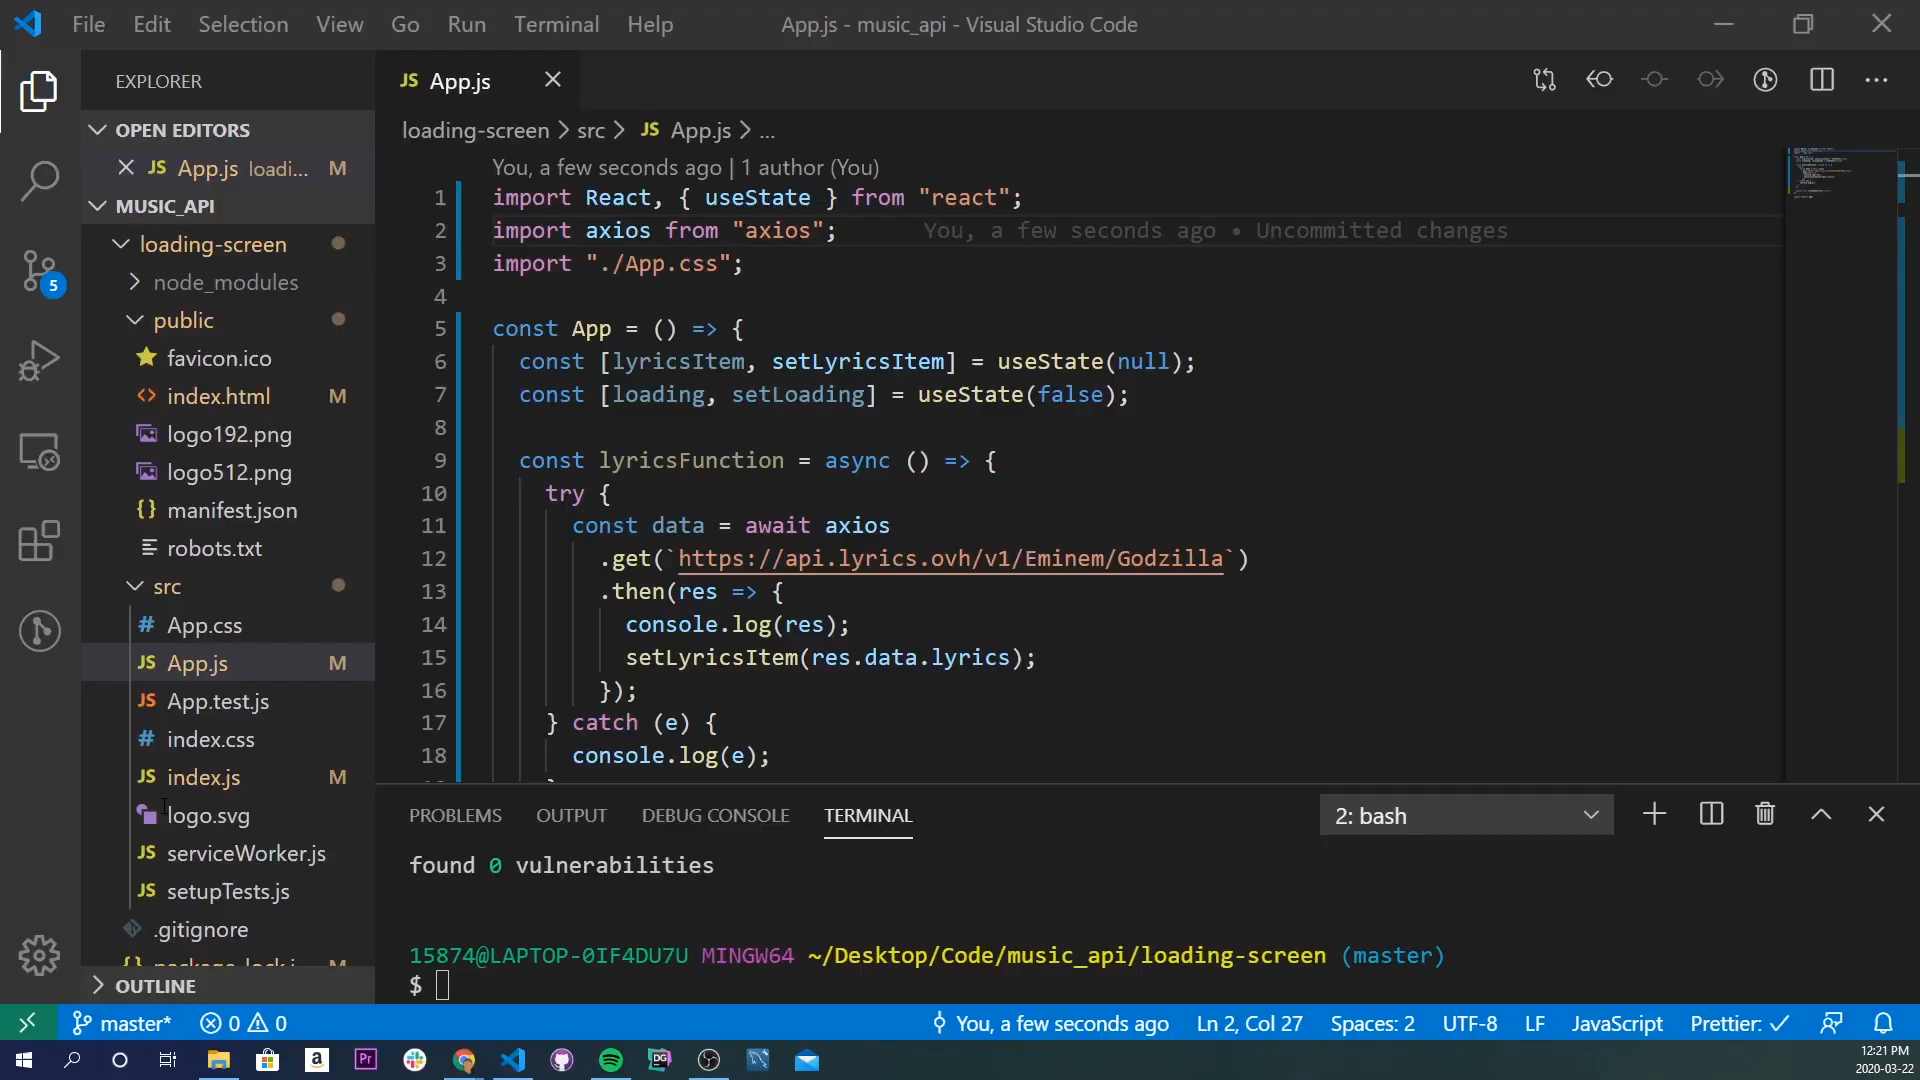 File Edit Selection View Go Run Terminal Help
App.js - music_api - Visual Studio Code
EXPLORER
OPEN EDITORS
JS App.js loadi... M
MUSIC_API
loading-screen
node_modules
public
favicon.ico
<> index.html M
logo192.png
logo512.png
{} manifest.json
robots.txt
src
# App.css
JS App.js M
JS App.test.js
# index.css
JS index.js M
logo.svg
JS serviceWorker.js
JS setupTests.js
.gitignore
OUTLINE
5
JS App.js
loading-screen > src > JS App.js > ...
You, a few seconds ago | 1 author (You)
1 import React, { useState } from "react";
2 import axios from "axios"; You, a few seconds ago • Uncommitted changes
3 import "./App.css";
4
5 const App = () => {
6 const [lyricsItem, setLyricsItem] = useState(null);
7 const [loading, setLoading] = useState(false);
8
9 const lyricsFunction = async () => {
10 try {
11 const data = await axios
12 .get(`https://api.lyrics.ovh/v1/Eminem/Godzilla`)
13 .then(res => {
14 console.log(res);
15 setLyricsItem(res.data.lyrics);
16 });
17 } catch (e) {
18 console.log(e);
PROBLEMS OUTPUT DEBUG CONSOLE TERMINAL 2: bash
found 0 vulnerabilities
15874@LAPTOP-0IF4DU7U MINGW64 ~/Desktop/Code/music_api/loading-screen (master)
$
master* 0 0 You, a few seconds ago Ln 2, Col 27 Spaces: 2 UTF-8 LF JavaScript Prettier: ✓
a Pr DG
12:21 PM
2020-03-22